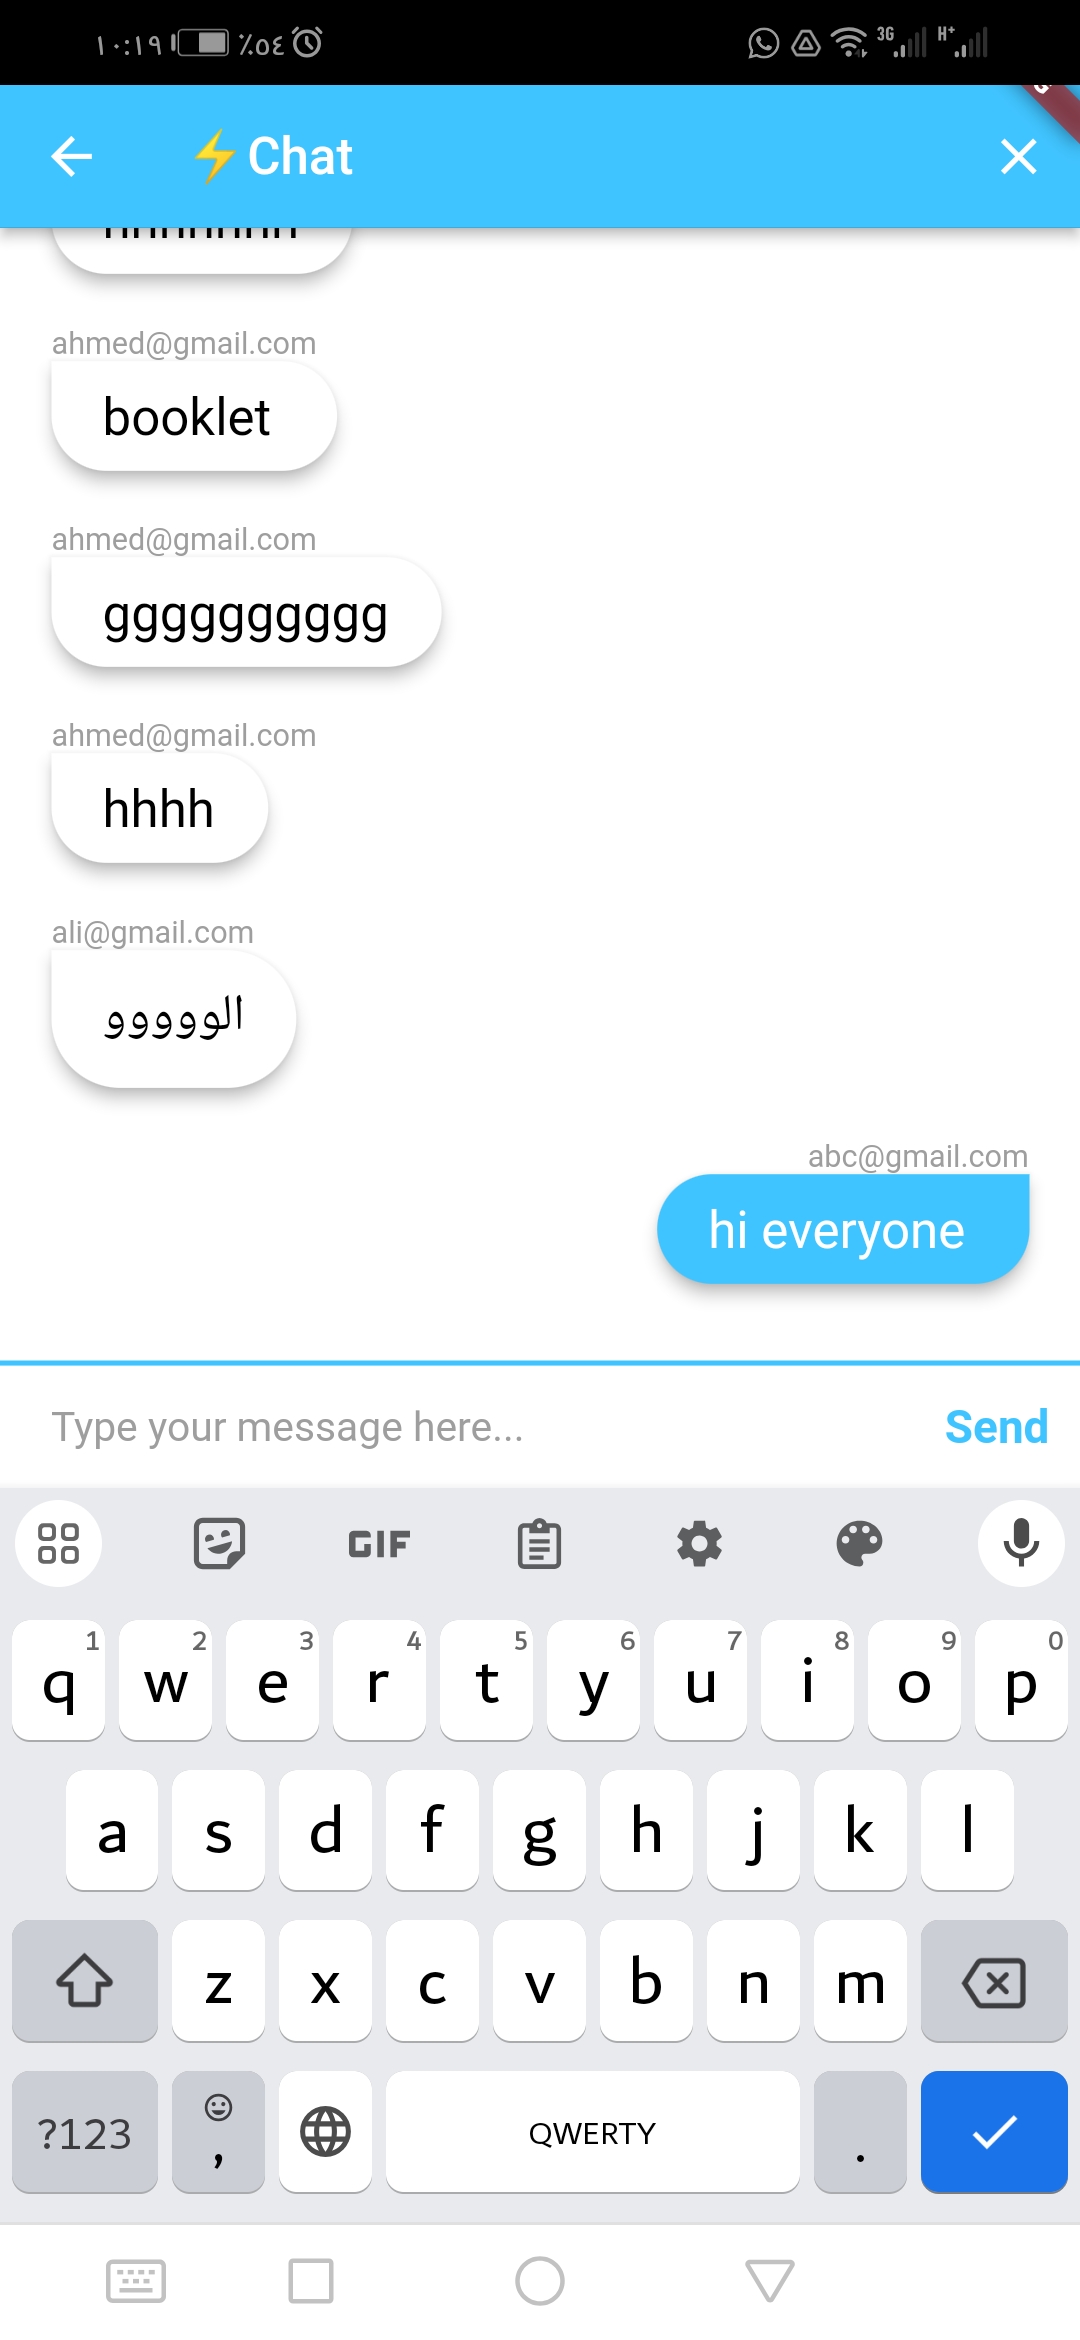 ١٠:١٩ ٪٥٤ 3G H+
⚡Chat
ahmed@gmail.com
booklet
ahmed@gmail.com
gggggggggg
ahmed@gmail.com
hhhh
ali@gmail.com
الووووو
abc@gmail.com
hi everyone
Type your message here...
Send
GIF
1 2 3 4 5 6 7 8 9 0
q w e r t y u i o p
a s d f g h j k l
z x c v b n m
?123 , QWERTY .